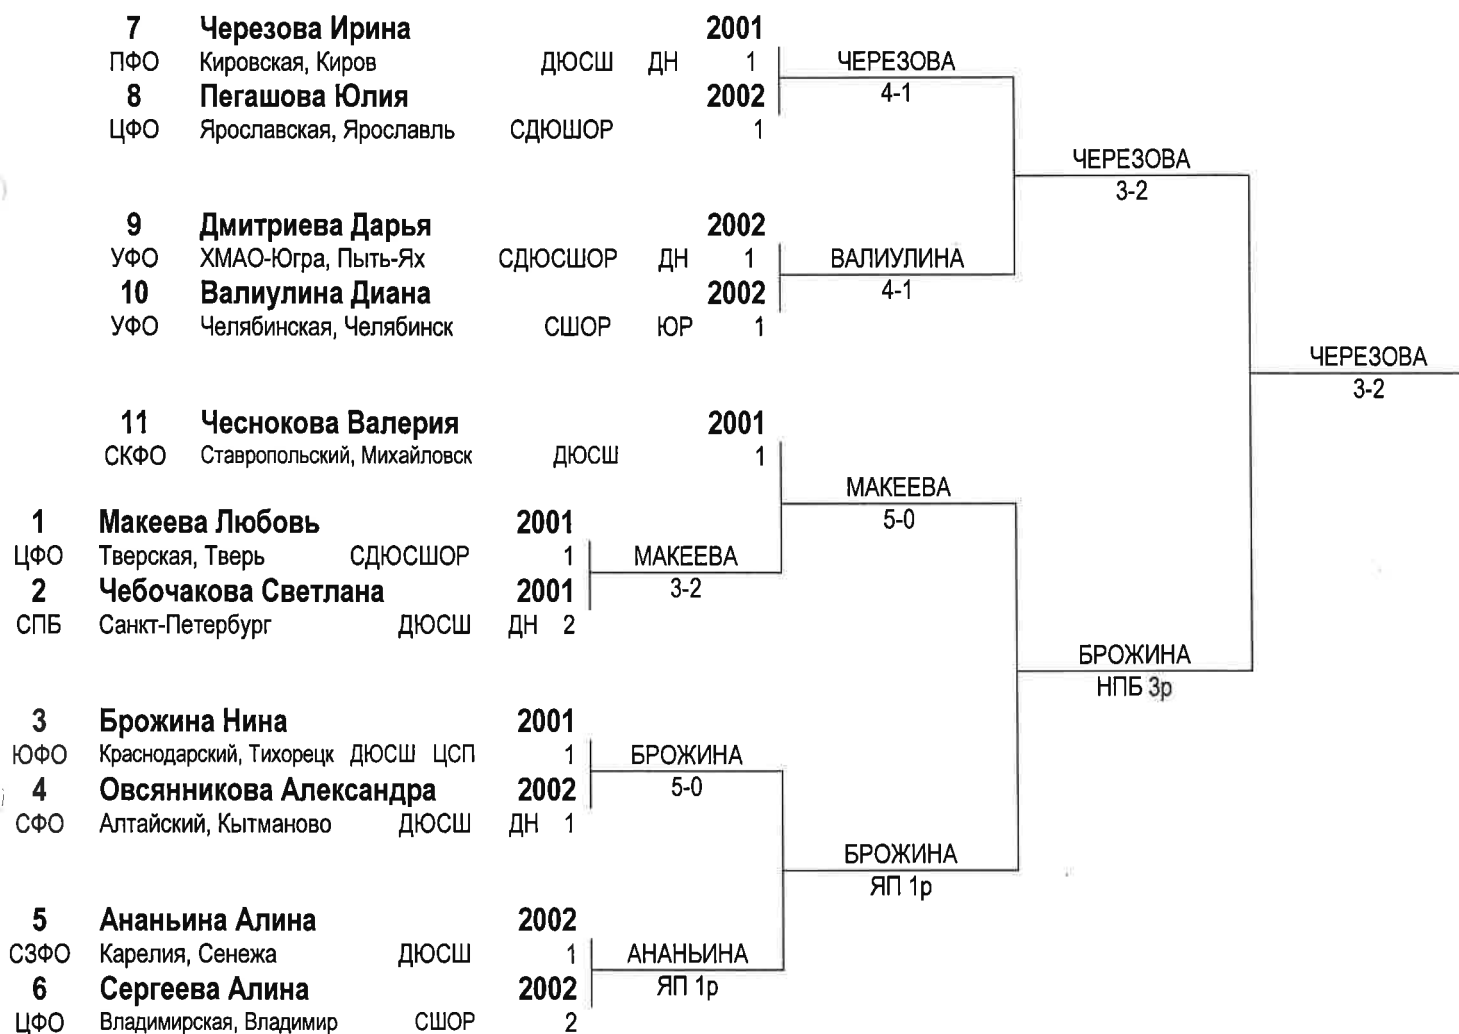 7 Черезова Ирина 2001
ПФО Кировская, Киров ДЮСШ ДН 1
ЧЕРЕЗОВА
8 Пегашова Юлия 2002
4-1
ЦФО Ярославская, Ярославль СДЮШОР 1
ЧЕРЕЗОВА
3-2
9 Дмитриева Дарья 2002
УФО ХМАО-Югра, Пыть-Ях СДЮСШОР ДН 1
ВАЛИУЛИНА
10 Валиулина Диана 2002
4-1
УФО Челябинская, Челябинск СШОР ЮР 1
ЧЕРЕЗОВА
3-2
11 Чеснокова Валерия 2001
СКФО Ставропольский, Михайловск ДЮСШ 1
МАКЕЕВА
5-0
1 Макеева Любовь 2001
ЦФО Тверская, Тверь СДЮСШОР 1
МАКЕЕВА
2 Чебочакова Светлана 2001
3-2
СПБ Санкт-Петербург ДЮСШ ДН 2
БРОЖИНА
НПБ 3р
3 Брожина Нина 2001
ЮФО Краснодарский, Тихорецк ДЮСШ ЦСП 1
БРОЖИНА
4 Овсянникова Александра 2002
5-0
СФО Алтайский, Кытманово ДЮСШ ДН 1
БРОЖИНА
ЯП 1р
5 Ананьина Алина 2002
СЗФО Карелия, Сенежа ДЮСШ 1
АНАНЬИНА
6 Сергеева Алина 2002
ЯП 1р
ЦФО Владимирская, Владимир СШОР 2